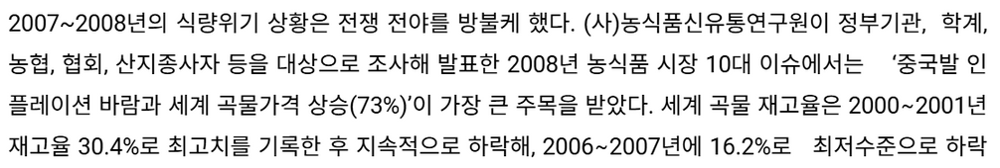 2007~2008년의 식량위기 상황은 전쟁 전야를 방불케 했다. (사)농식품신유통연구원이 정부기관, 학계,
농협, 협회, 산지종사자 등을 대상으로 조사해 발표한 2008년 농식품 시장 10대 이슈에서는 ‘중국발 인
플레이션 바람과 세계 곡물가격 상승(73%)’이 가장 큰 주목을 받았다. 세계 곡물 재고율은 2000~2001년
재고율 30.4%로 최고치를 기록한 후 지속적으로 하락해, 2006~2007년에 16.2%로 최저수준으로 하락